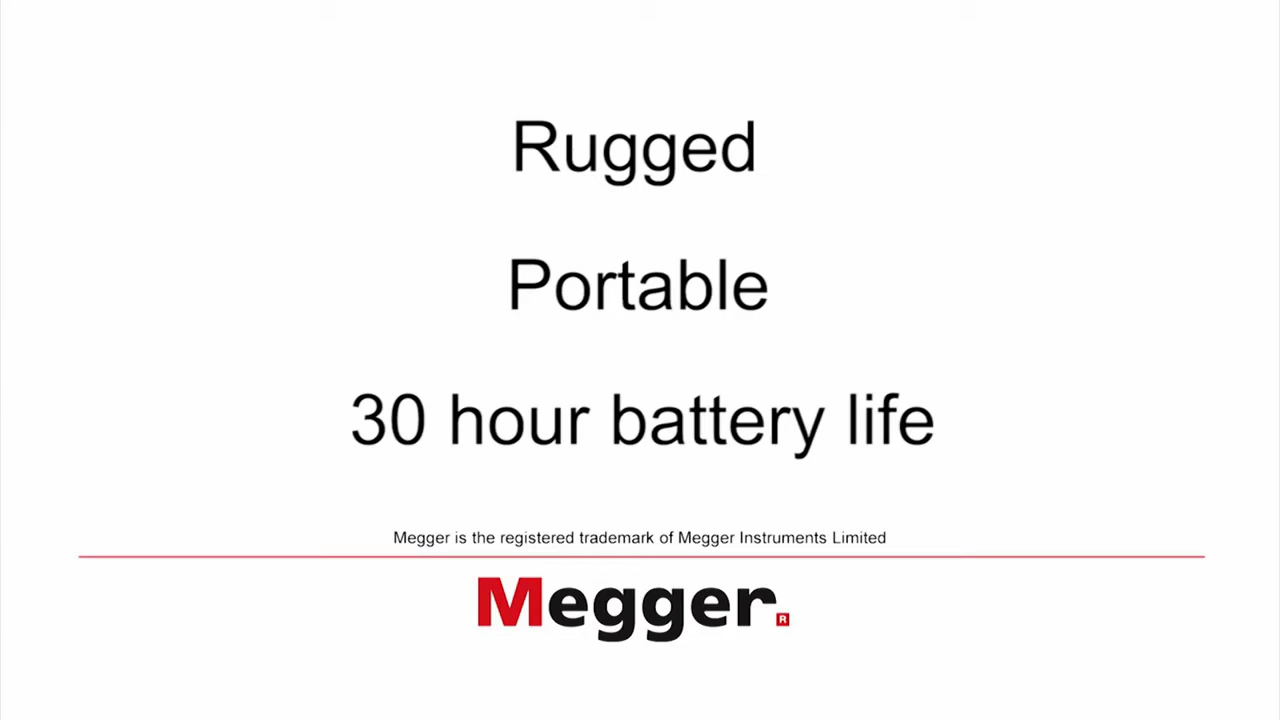 Rugged
Portable
30 hour battery life
Megger is the registered trademark of Megger Instruments Limited
Megger.
R